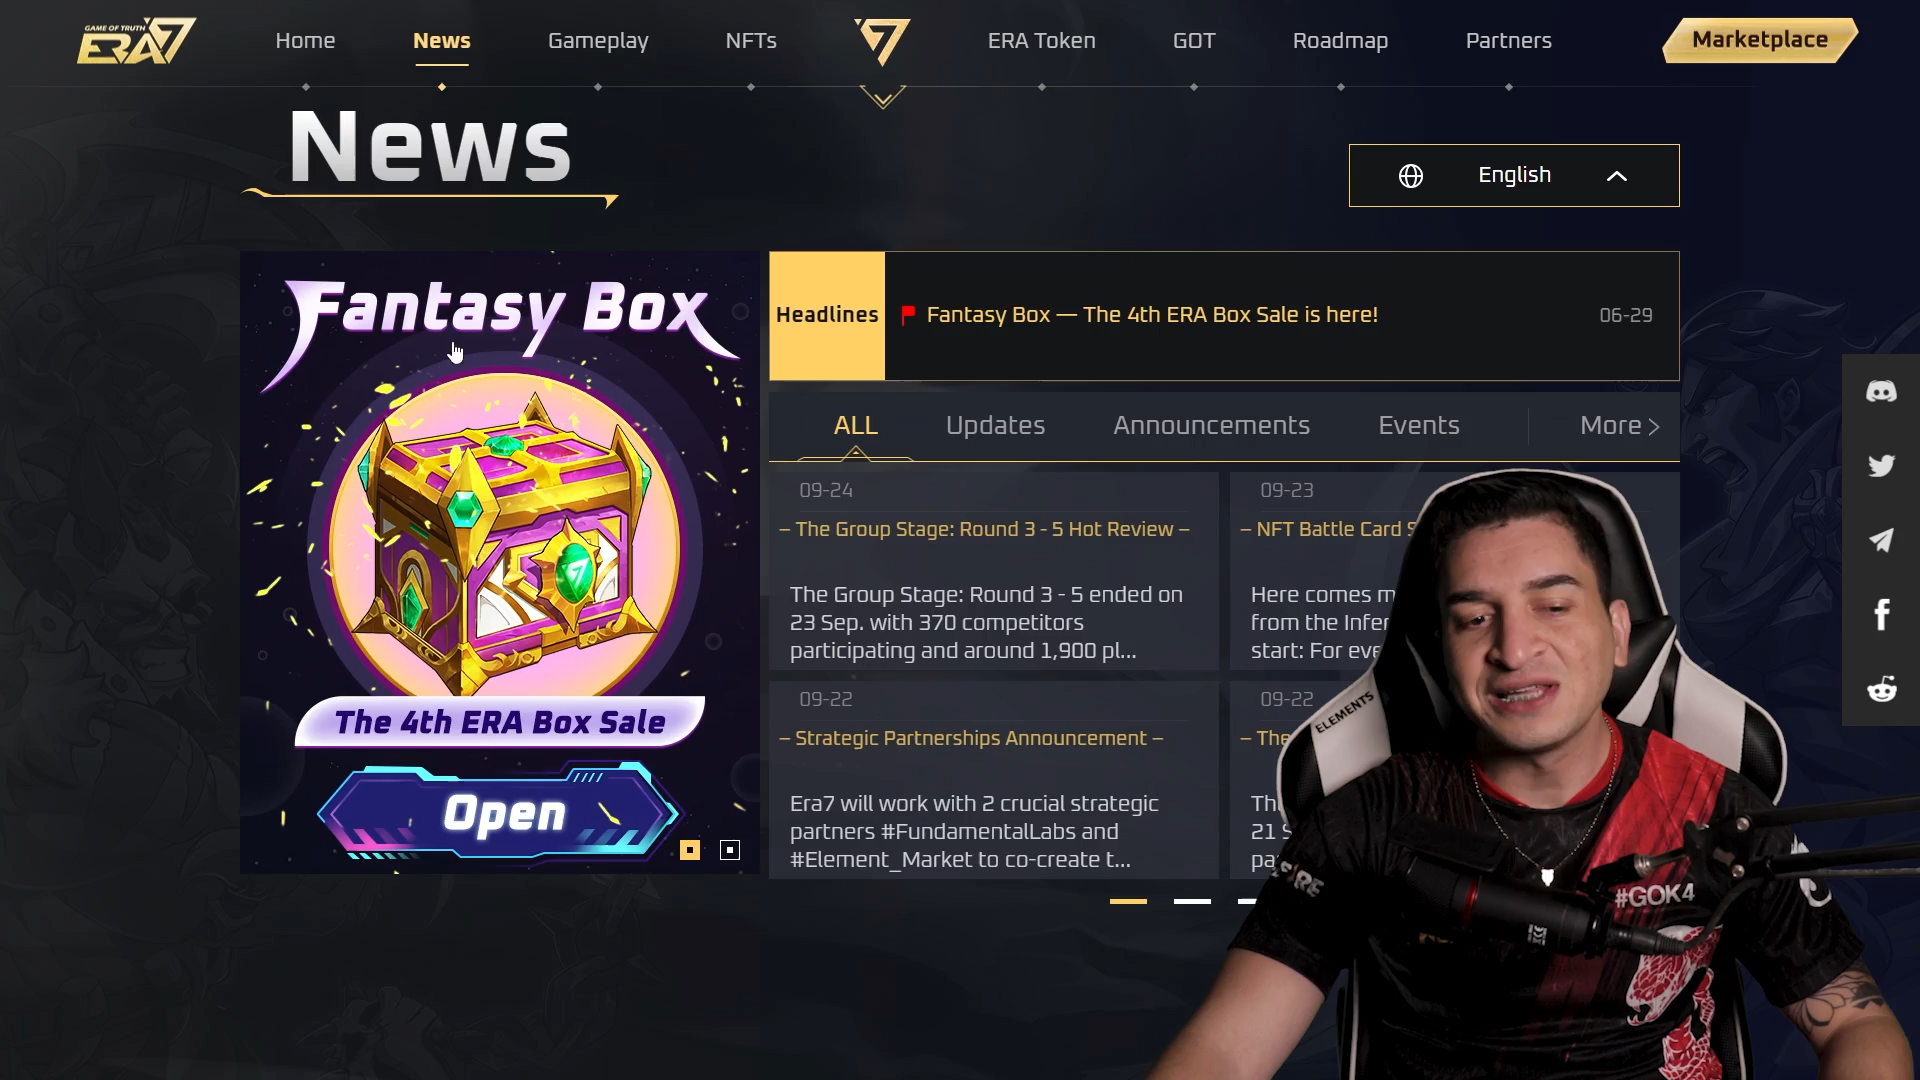 GAME OF TRUTH
ERA7
Home
News
Gameplay
NFTs
ERA Token
GOT
Roadmap
Partners
Marketplace
News
English
Fantasy Box
The 4th ERA Box Sale
Open
Headlines
Fantasy Box — The 4th ERA Box Sale is here!
06-29
ALL
Updates
Announcements
Events
More >
09-24
– The Group Stage: Round 3 - 5 Hot Review –
The Group Stage: Round 3 - 5 ended on
23 Sep. with 370 competitors
participating and around 1,900 pl...
09-23
– NFT Battle Card
Here comes
from the
start: For
09-22
– Strategic Partnerships Announcement –
Era7 will work with 2 crucial strategic
partners #FundamentalLabs and
#Element_Market to co-create t...
09-22
21
ELEMENTS
#GOK4